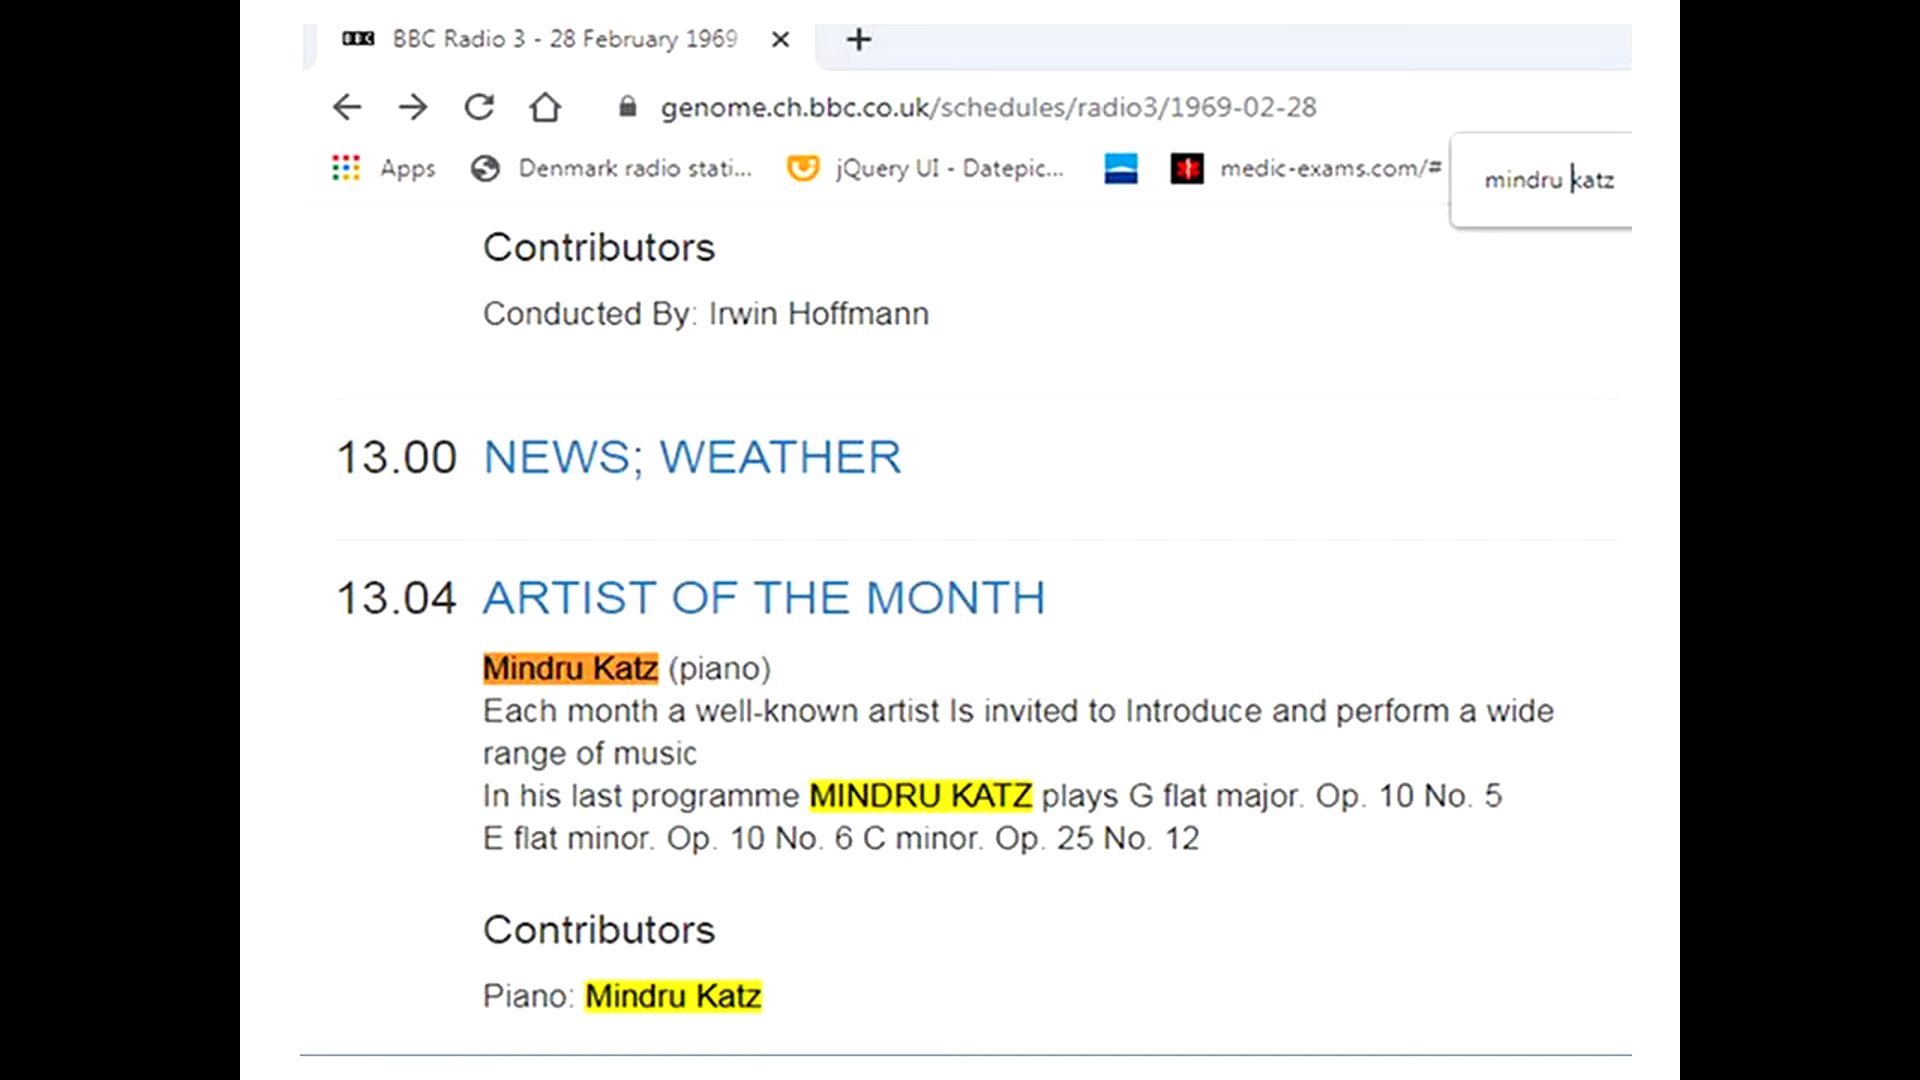 BBC BBC Radio 3 - 28 February 1969
genome.ch.bbc.co.uk/schedules/radio3/1969-02-28
Apps Denmark radio stati... jQuery UI - Datepic... medic-exams.com/#
mindru katz
Contributors
Conducted By: Irwin Hoffmann
13.00 NEWS; WEATHER
13.04 ARTIST OF THE MONTH
Mindru Katz (piano)
Each month a well-known artist Is invited to Introduce and perform a wide
range of music
In his last programme MINDRU KATZ plays G flat major. Op. 10 No. 5
E flat minor. Op. 10 No. 6 C minor. Op. 25 No. 12
Contributors
Piano: Mindru Katz